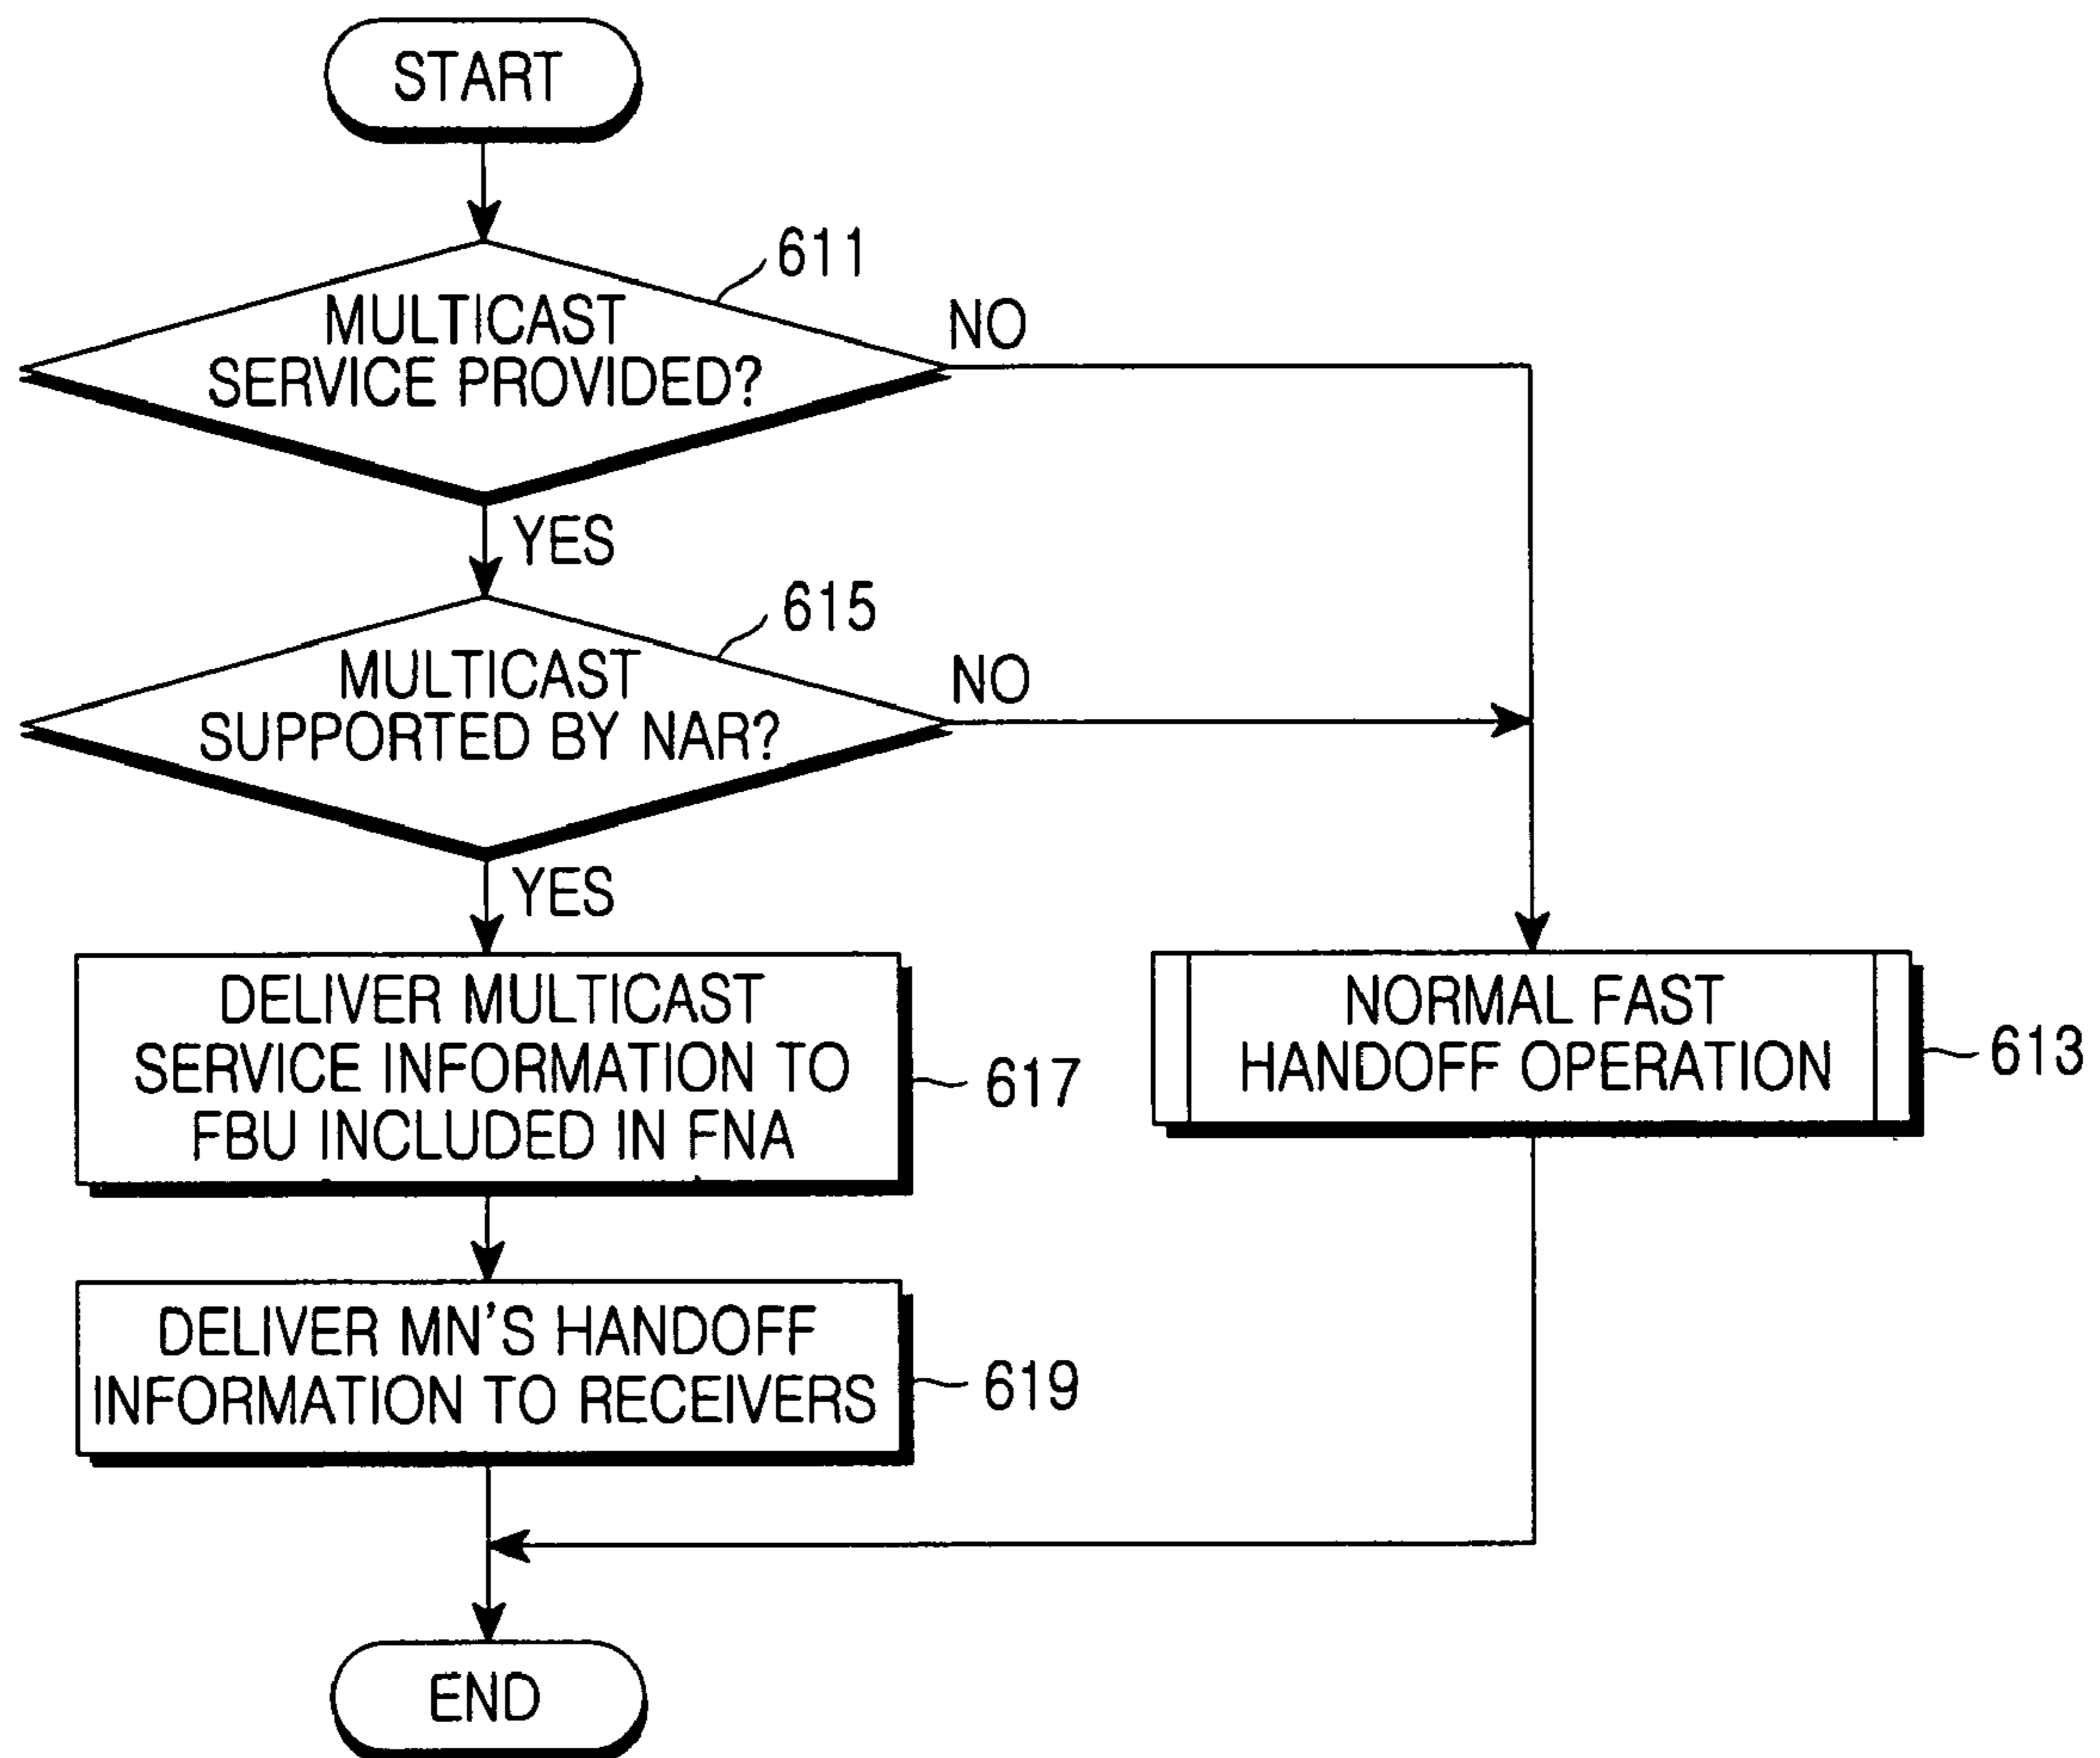 START
611
MULTICAST
SERVICE PROVIDED?
NO
YES
615
MULTICAST
SUPPORTED BY NAR?
NO
YES
DELIVER MULTICAST
SERVICE INFORMATION TO
FBU INCLUDED IN FNA
617
NORMAL FAST
HANDOFF OPERATION
613
DELIVER MN'S HANDOFF
INFORMATION TO RECEIVERS
619
END